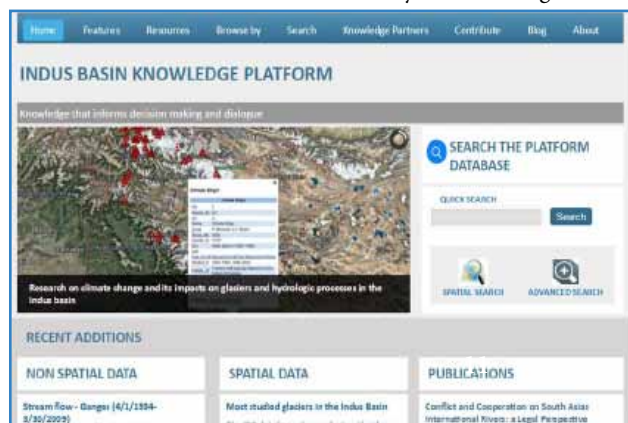 Home Features Resources Browse by Search Knowledge Partners Contribute Blog About
INDUS BASIN KNOWLEDGE PLATFORM
Knowledge that informs decision making and dialogue
SEARCH THE PLATFORM
DATABASE
QUICK SEARCH
Search
Research on climate change and its impacts on glaciers and hydrologic processes in the
indus basin
SPATIAL SEARCH ADVANCED SEARCH
RECENT ADDITIONS
NON SPATIAL DATA
Stream flow - Ganges (4/1/1994-
3/30/2009)
SPATIAL DATA
Most studied glaciers in the Indus Basin
PUBLICATIONS
Conflict and Cooperation on South Asian
International Rivers: a Legal Perspective